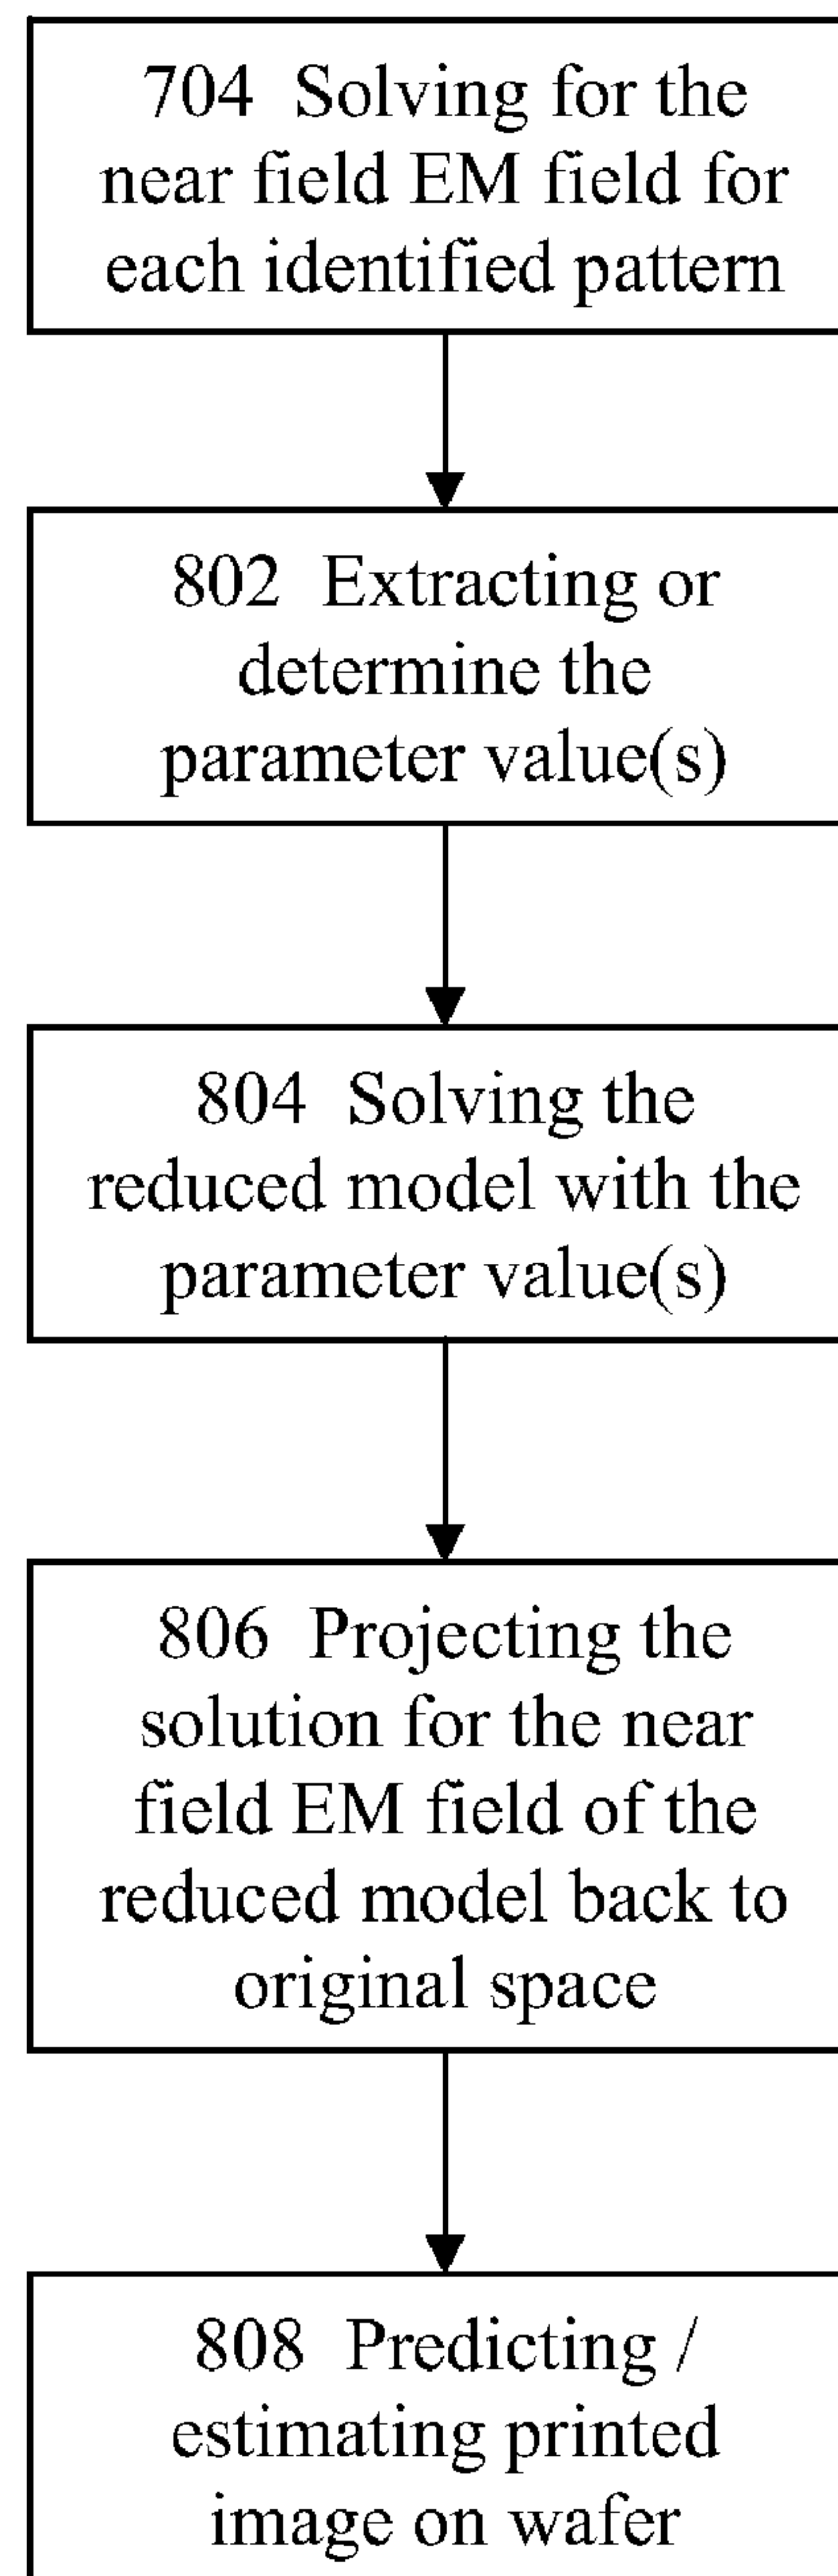 704 Solving for the
near field EM field for
each identified pattern
802 Extracting or
determine the
parameter value(s)
804 Solving the
reduced model with the
parameter value(s)
806 Projecting the
solution for the near
field EM field of the
reduced model back to
original space
808 Predicting /
estimating printed
image on wafer